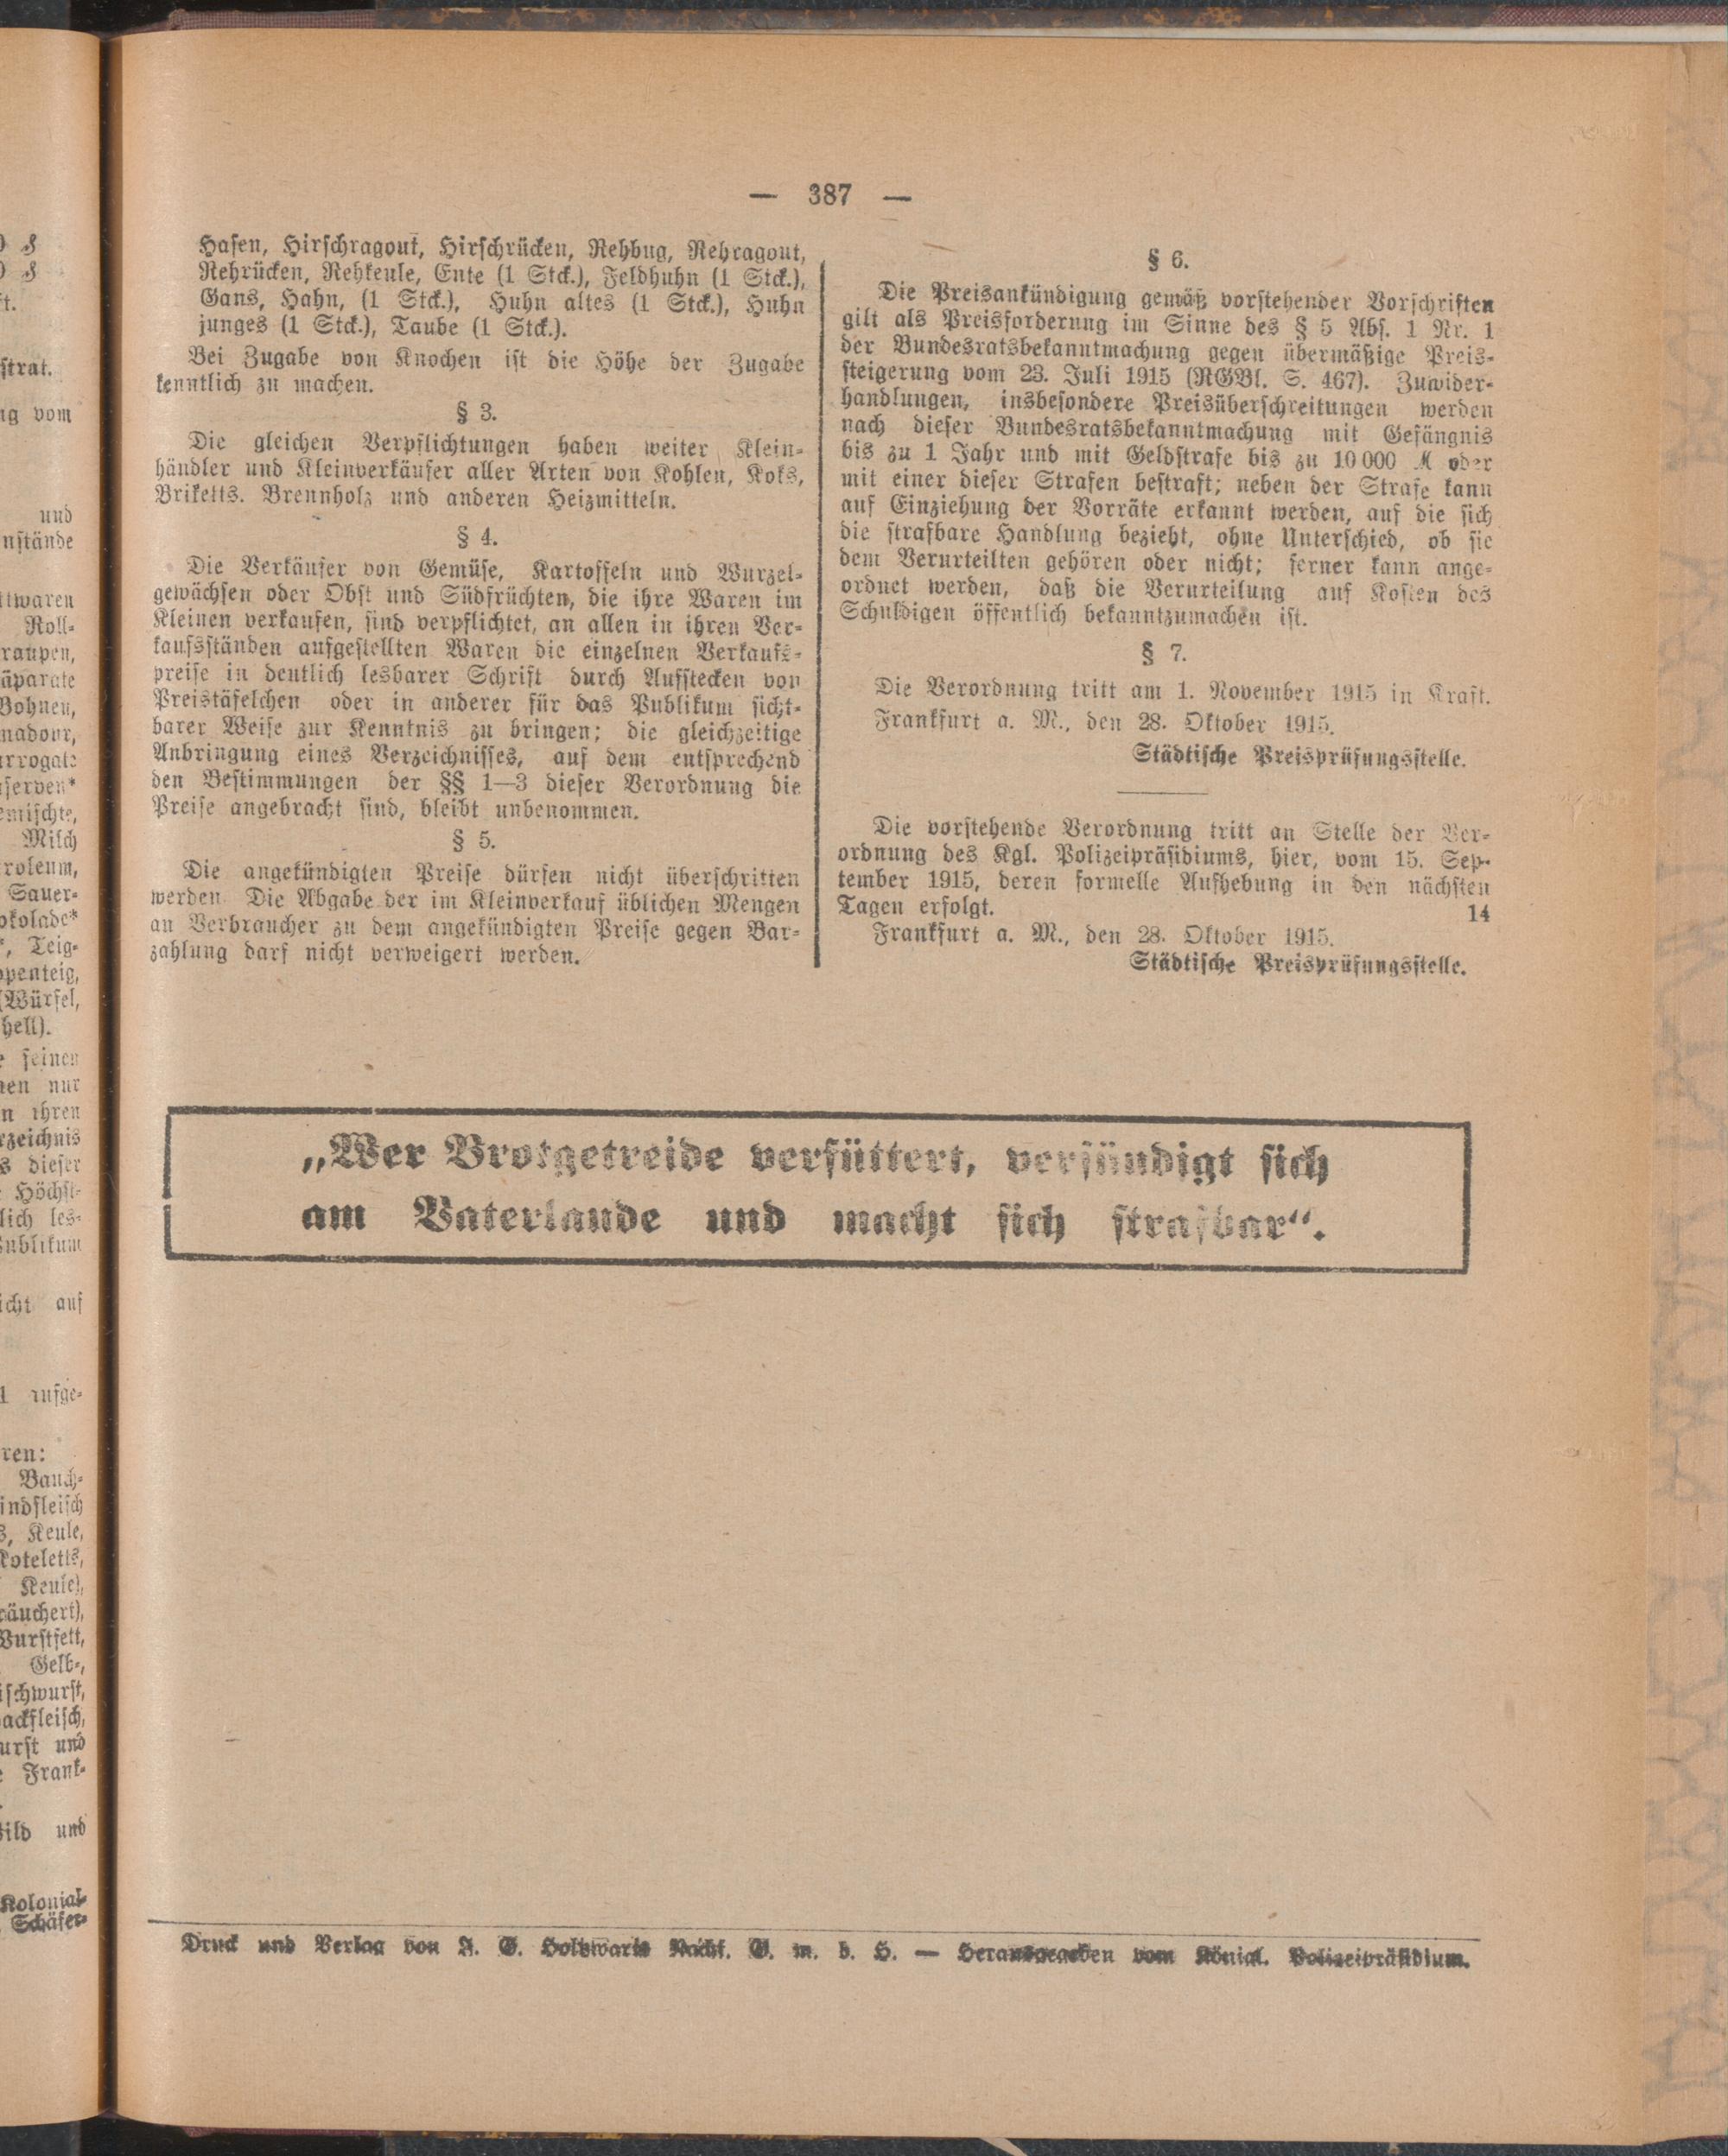 — 387 —
Hasen, Hirschragout, Hirschrücken, Rehbug, Rehragout,
Rehrücken, Rehkeule, Ente (1 Stck.), Feldhuhn (1 Stck.),
Gans, Hahn, (1 Stck.), Huhn altes (1 Stck.), Huhn
junges (1 Stck.), Taube (1 Stck.).
Bei Zugabe von Knochen ist die Höhe der Zugabe
kenntlich zu machen.
§ 3.
Die gleichen Verpflichtungen haben weiter Klein-
händler und Kleinverkäufer aller Arten von Kohlen, Koks,
Briketts. Brennholz und anderen Heizmitteln.
§ 4.
Die Verkäufer von Gemüse, Kartoffeln und Wurzel-
gewächsen oder Obst und Südfrüchten, die ihre Waren im
Kleinen verkaufen, sind verpflichtet, an allen in ihren Ver-
kaufsständen aufgestellten Waren die einzelnen Verkaufs-
preise in deutlich lesbarer Schrift durch Aufstecken von
Preistäfelchen oder in anderer für das Publikum sicht-
barer Weise zur Kenntnis zu bringen; die gleichzeitige
Anbringung eines Verzeichnisses, auf dem entsprechend
den Bestimmungen der §§ 1—3 dieser Verordnung die
Preise angebracht sind, bleibt unbenommen.
§ 5.
Die angekündigten Preise dürfen nicht überschritten
werden. Die Abgabe der im Kleinverkauf üblichen Mengen
an Verbraucher zu dem angekündigten Preise gegen Bar-
zahlung darf nicht verweigert werden.
§ 6.
Die Preisankündigung gemäß vorstehender Vorschriften
gilt als Preisforderung im Sinne des § 5 Abs. 1 Nr. 1
der Bundesratsbekanntmachung gegen übermäßige Preis-
steigerung vom 23. Juli 1915 (RGBl. S. 467). Zuwider-
handlungen, insbesondere Preisüberschreitungen werden
nach dieser Bundesratsbekanntmachung mit Gefängnis
bis zu 1 Jahr und mit Geldstrafe bis zu 10 000 ℳ oder
mit einer dieser Strafen bestraft; neben der Strafe kann
auf Einziehung der Vorräte erkannt werden, auf die sich
die strafbare Handlung bezieht, ohne Unterschied, ob sie
dem Verurteilten gehören oder nicht; ferner kann ange-
ordnet werden, daß die Verurteilung auf Kosten des
Schuldigen öffentlich bekanntzumachen ist.
§ 7.
Die Verordnung tritt am 1. November 1915 in Kraft.
Frankfurt a. M., den 28. Oktober 1915.
Städtische Preisprüfungsstelle.
Die vorstehende Verordnung tritt an Stelle der Ver-
ordnung des Kgl. Polizeipräsidiums, hier, vom 15. Sep-
tember 1915, deren formelle Aufhebung in den nächsten
Tagen erfolgt. 14
Frankfurt a. M., den 28. Oktober 1915.
Städtische Preisprüfungsstelle.
„Wer Brotgetreide verfüttert, versündigt sich
am Vaterlande und macht sich strafbar“.
Druck und Verlag von F. G. Holzwarts Nachf. G. m. b. H. — Herausgegeben vom Königl. Polizeipräsidium.